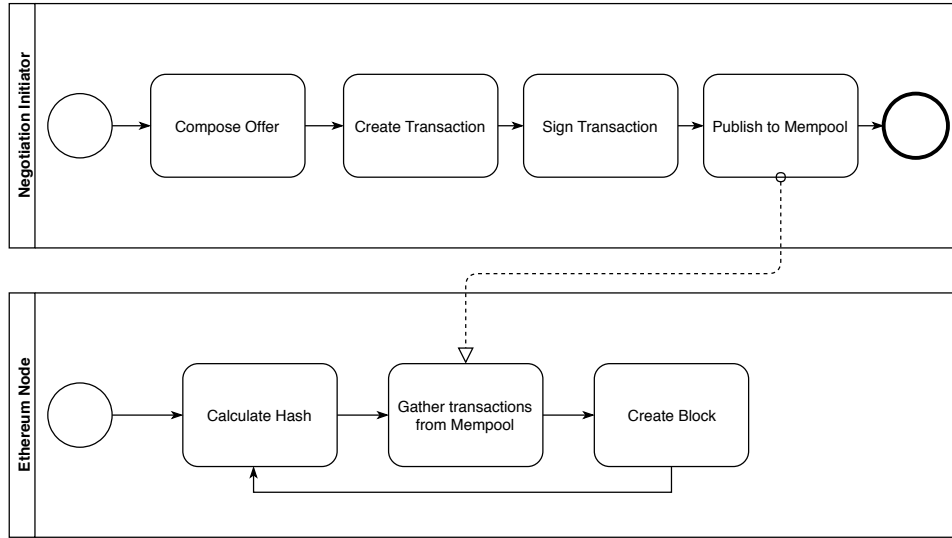 Negotiation Initiator
Compose Offer
Create Transaction
Sign Transaction
Publish to Mempool
Ethereum Node
Calculate Hash
Gather transactions
from Mempool
Create Block